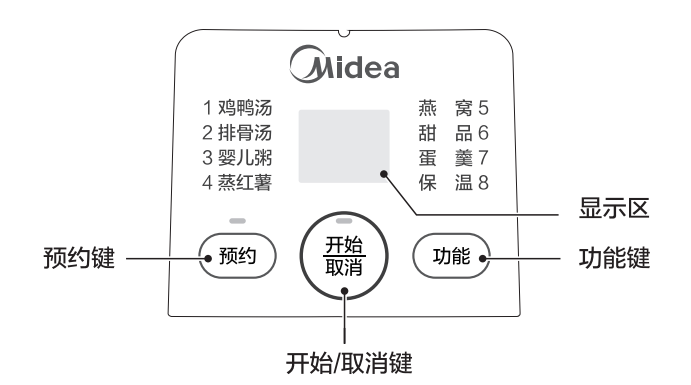 Midea
1 鸡鸭汤
2 排骨汤
3 婴儿粥
4 蒸红薯
燕 窝 5
甜 品 6
蛋 羹 7
保 温 8
显示区
预约键
预约
开始
取消
功能
功能键
开始/取消键